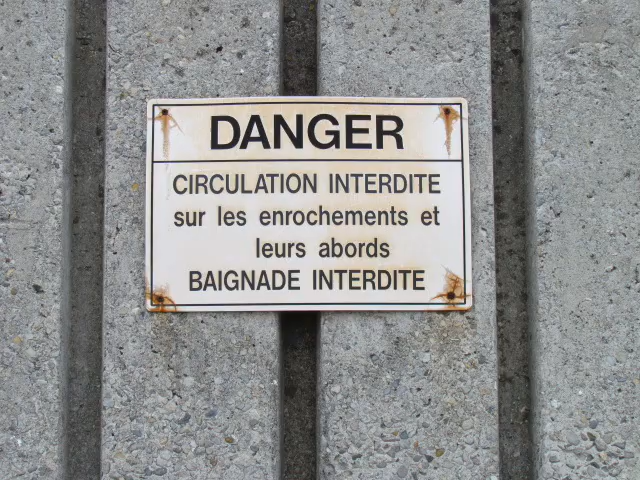 DANGER
CIRCULATION INTERDITE
sur les enrochements et
leurs abords
BAIGNADE INTERDITE